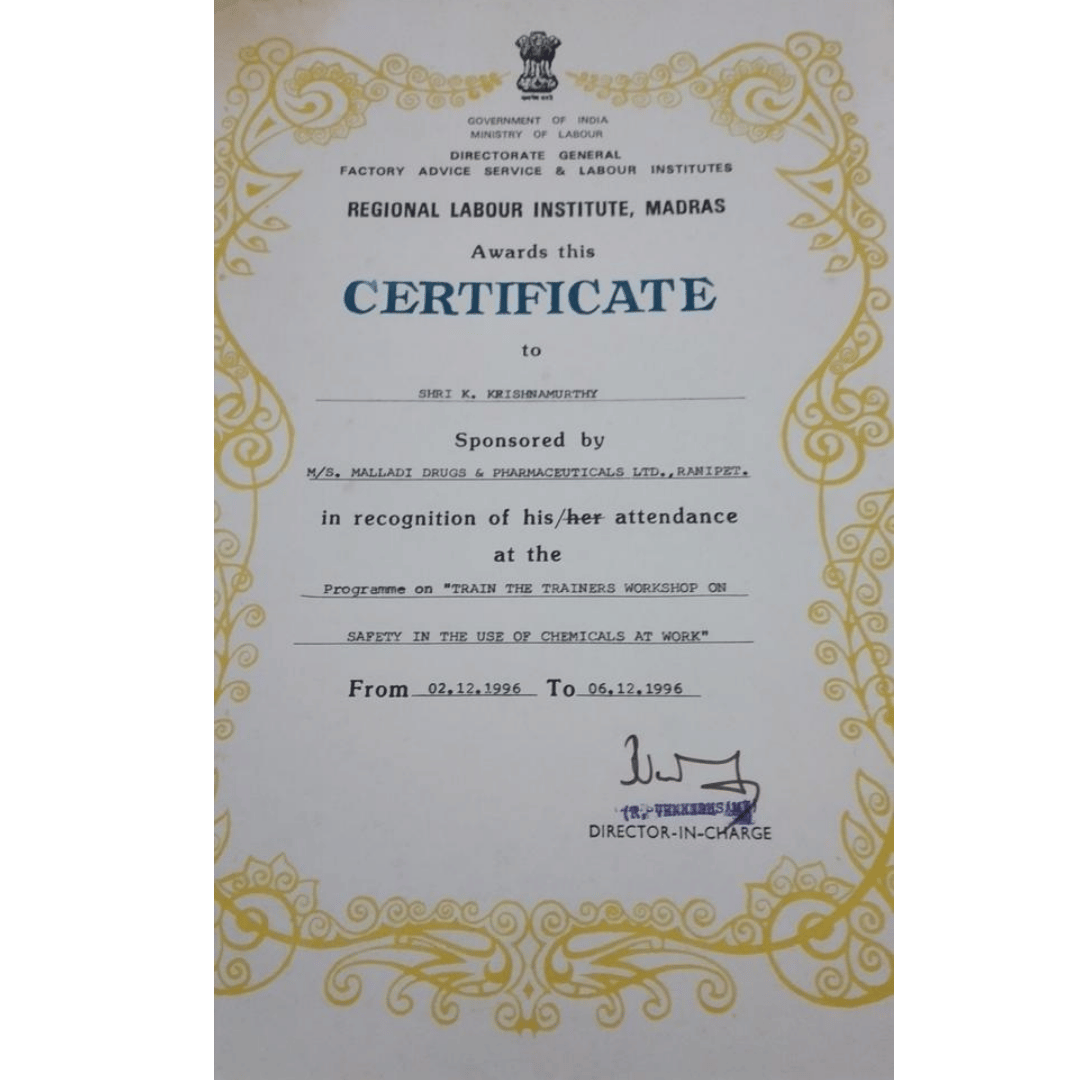 GOVERNMENT OF INDIA
MINISTRY OF LABOUR
DIRECTORATE GENERAL
FACTORY ADVICE SERVICE & LABOUR INSTITUTES
REGIONAL LABOUR INSTITUTE, MADRAS
Awards this
CERTIFICATE
to
SHRI K. KRISHNAMURTHY
Sponsored by
M/S. MALLADI DRUGS & PHARMACEUTICALS LTD., RANIPET.
in recognition of his/her attendance
at the
Programme on "TRAIN THE TRAINERS WORKSHOP ON
SAFETY IN THE USE OF CHEMICALS AT WORK"
From 02.12.1996 To 06.12.1996
DIRECTOR-IN-CHARGE